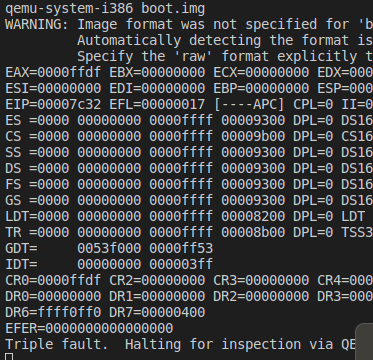 qemu-system-i386 boot.img
WARNING: Image format was not specified for 'b
Automatically detecting the format is
Specify the 'raw' format explicitly t
EAX=0000ffdf EBX=00000000 ECX=00000000 EDX=000
ESI=00000000 EDI=00000000 EBP=00000000 ESP=000
EIP=00007c32 EFL=00000017 [----APC] CPL=0 II=0
ES =0000 00000000 0000ffff 00009300 DPL=0 DS16
CS =0000 00000000 0000ffff 00009b00 DPL=0 CS16
SS =0000 00000000 0000ffff 00009300 DPL=0 DS16
DS =0000 00000000 0000ffff 00009300 DPL=0 DS16
FS =0000 00000000 0000ffff 00009300 DPL=0 DS16
GS =0000 00000000 0000ffff 00009300 DPL=0 DS16
LDT=0000 00000000 0000ffff 00008200 DPL=0 LDT
TR =0000 00000000 0000ffff 00008b00 DPL=0 TSS3
GDT= 0053f000 0000ff53
IDT= 00000000 000003ff
CR0=0000ffdf CR2=00000000 CR3=00000000 CR4=000
DR0=00000000 DR1=00000000 DR2=00000000 DR3=000
DR6=ffff0ff0 DR7=00000400
EFER=0000000000000000
Triple fault.  Halting for inspection via QE